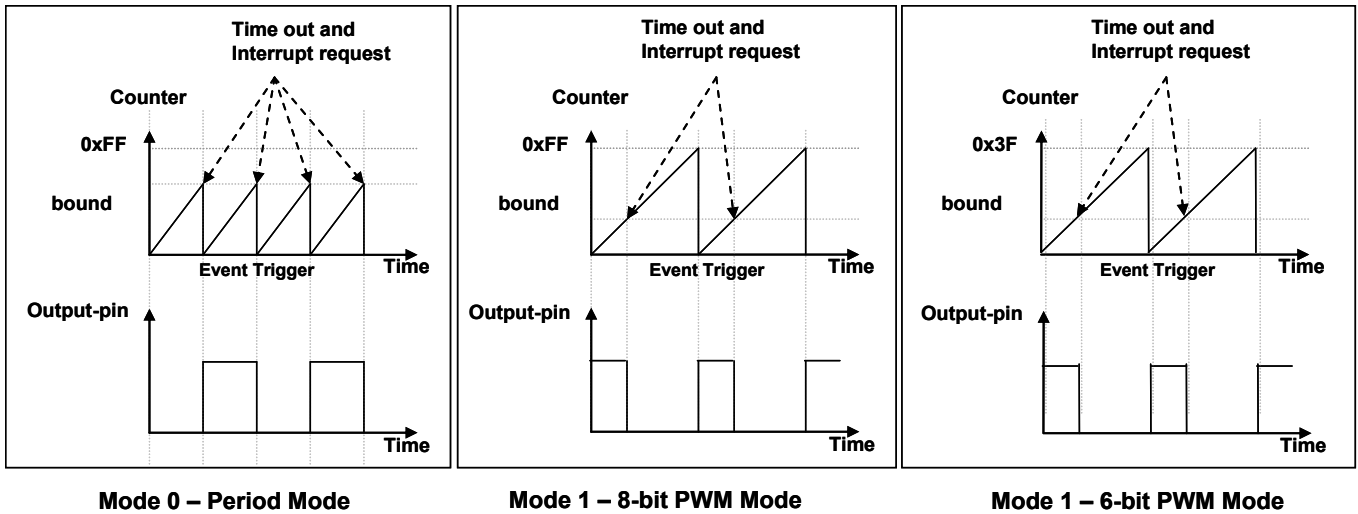 Time out and
Interrupt request
Counter
0xFF
bound
Event Trigger
Time
Output-pin
Time
Mode 0 – Period Mode
Time out and
Interrupt request
Counter
0xFF
bound
Event Trigger
Time
Output-pin
Time
Mode 1 – 8-bit PWM Mode
Time out and
Interrupt request
Counter
0x3F
bound
Event Trigger
Time
Output-pin
Time
Mode 1 – 6-bit PWM Mode